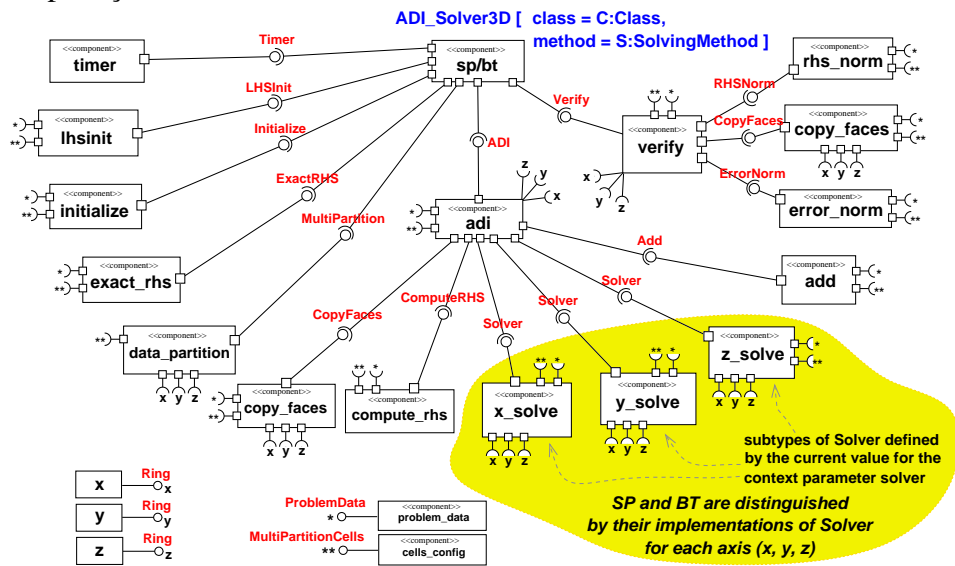 ADI_Solver3D [ class = C:Class,
method = S:SolvingMethod ]
<<component>>
timer
Timer
<<component>>
sp/bt
<<component>>
rhs_norm
*
**
RHSNorm
LHSInit
Verify
** *
<<component>>
lhsinit
*
**
Initialize
ADI
<<component>>
verify
x
y
z
CopyFaces
<<component>>
copy_faces
*
**
x y z
ExactRHS
ErrorNorm
<<component>>
initialize
*
**
MultiPartItion
z
y
x
<<component>>
adi
*
**
<<component>>
error_norm
*
**
Add
<<component>>
exact_rhs
*
**
<<component>>
add
*
**
CopyFaces
ComputeRHS
Solver
Solver
Solver
<<component>>
data_partition
**
x y z
<<component>>
copy_faces
*
**
x y z
** *
<<component>>
compute_rhs
** *
<<component>>
x_solve
x y z
** *
<<component>>
y_solve
x y z
<<component>>
z_solve
*
**
x y z
subtypes of Solver defined
by the current value for the
context parameter solver
SP and BT are distinguished
by their implementations of Solver
for each axis (x, y, z)
x
Ring
x
y
Ring
y
z
Ring
z
ProblemData
*
<<component>>
problem_data
MultiPartitionCells
**
<<component>>
cells_config